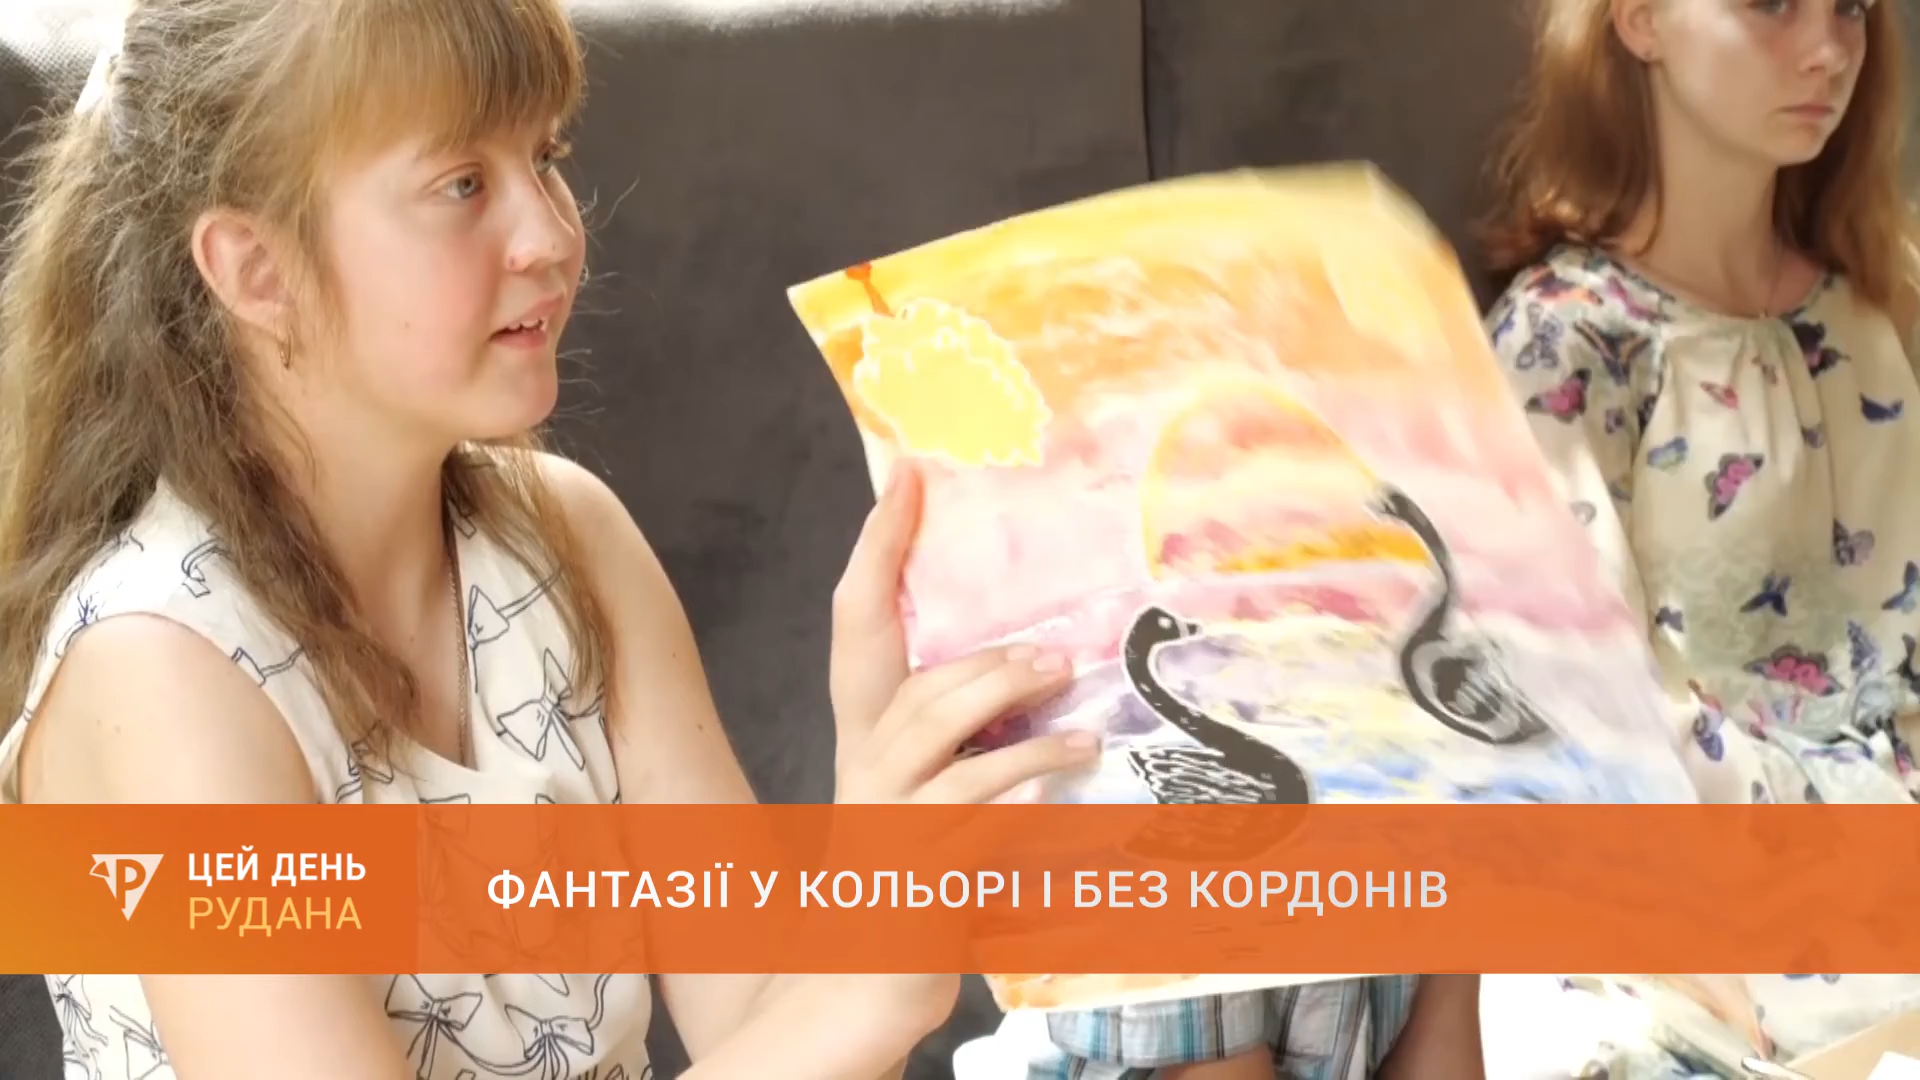 ЦЕЙ ДЕНЬ
РУДАНА
ФАНТАЗІЇ У КОЛЬОРІ І БЕЗ КОРДОНІВ